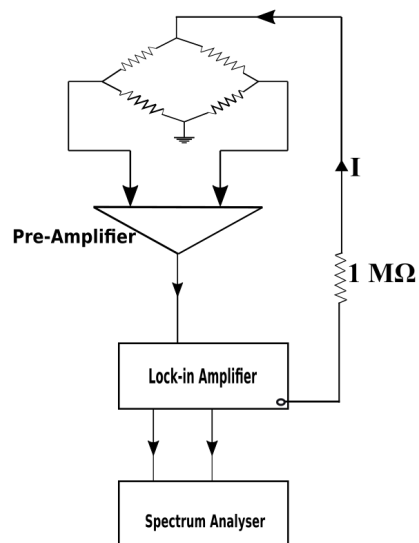 I
Pre-Amplifier
1 MΩ
Lock-in Amplifier
Spectrum Analyser